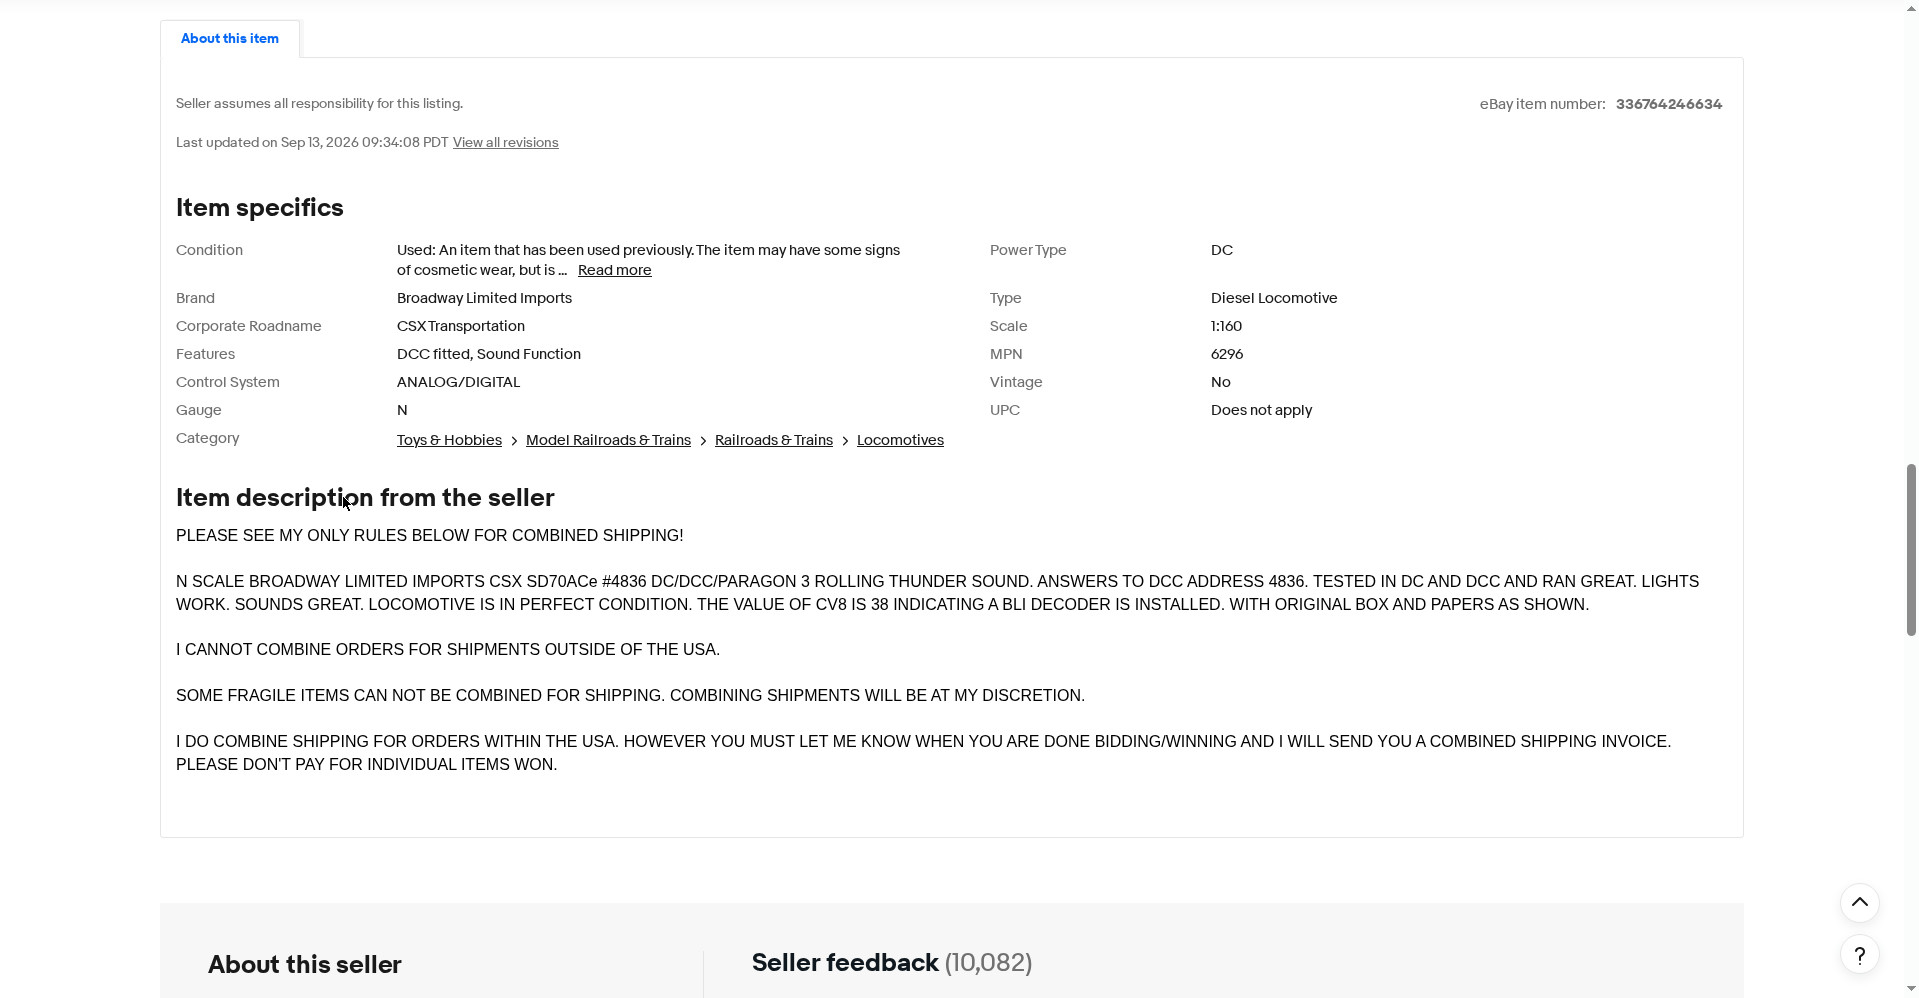 About this item
Seller assumes all responsibility for this listing.
eBay item number: 336764246634
Last updated on Sep 13, 2026 09:34:08 PDT View all revisions
Item specifics
Condition
Used: An item that has been used previously. The item may have some signs
of cosmetic wear, but is ... Read more
Power Type
DC
Brand
Broadway Limited Imports
Type
Diesel Locomotive
Corporate Roadname
CSX Transportation
Scale
1:160
Features
DCC fitted, Sound Function
MPN
6296
Control System
ANALOG/DIGITAL
Vintage
No
Gauge
N
UPC
Does not apply
Category
Toys & Hobbies > Model Railroads & Trains > Railroads & Trains > Locomotives
Item description from the seller
PLEASE SEE MY ONLY RULES BELOW FOR COMBINED SHIPPING!
N SCALE BROADWAY LIMITED IMPORTS CSX SD70ACe #4836 DC/DCC/PARAGON 3 ROLLING THUNDER SOUND. ANSWERS TO DCC ADDRESS 4836. TESTED IN DC AND DCC AND RAN GREAT. LIGHTS
WORK. SOUNDS GREAT. LOCOMOTIVE IS IN PERFECT CONDITION. THE VALUE OF CV8 IS 38 INDICATING A BLI DECODER IS INSTALLED. WITH ORIGINAL BOX AND PAPERS AS SHOWN.
I CANNOT COMBINE ORDERS FOR SHIPMENTS OUTSIDE OF THE USA.
SOME FRAGILE ITEMS CAN NOT BE COMBINED FOR SHIPPING. COMBINING SHIPMENTS WILL BE AT MY DISCRETION.
I DO COMBINE SHIPPING FOR ORDERS WITHIN THE USA. HOWEVER YOU MUST LET ME KNOW WHEN YOU ARE DONE BIDDING/WINNING AND I WILL SEND YOU A COMBINED SHIPPING INVOICE.
PLEASE DON'T PAY FOR INDIVIDUAL ITEMS WON.
About this seller
Seller feedback (10,082)
?